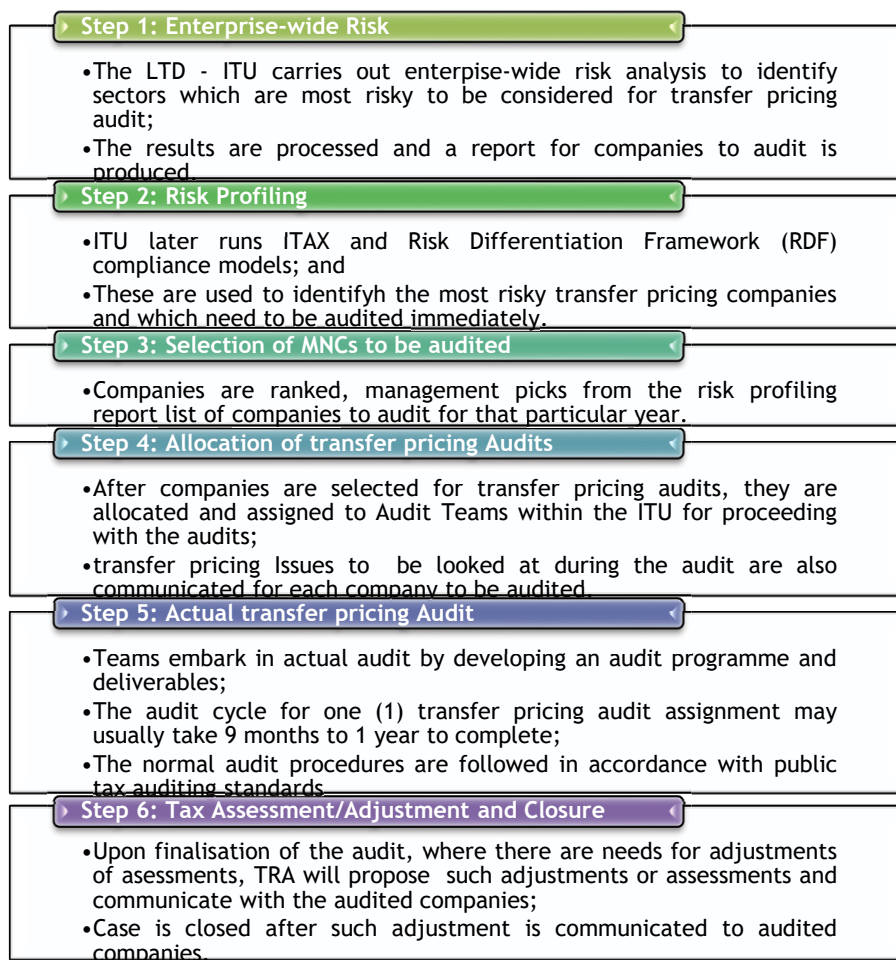 Step 1: Enterprise-wide Risk
•The LTD - ITU carries out enterpise-wide risk analysis to identify
sectors which are most risky to be considered for transfer pricing
audit;
•The results are processed and a report for companies to audit is
produced.
Step 2: Risk Profiling
•ITU later runs ITAX and Risk Differentiation Framework (RDF)
compliance models; and
•These are used to identifyh the most risky transfer pricing companies
and which need to be audited immediately.
Step 3: Selection of MNCs to be audited
•Companies are ranked, management picks from the risk profiling
report list of companies to audit for that particular year.
Step 4: Allocation of transfer pricing Audits
•After companies are selected for transfer pricing audits, they are
allocated and assigned to Audit Teams within the ITU for proceeding
with the audits;
•transfer pricing Issues to be looked at during the audit are also
communicated for each company to be audited.
Step 5: Actual transfer pricing Audit
•Teams embark in actual audit by developing an audit programme and
deliverables;
•The audit cycle for one (1) transfer pricing audit assignment may
usually take 9 months to 1 year to complete;
•The normal audit procedures are followed in accordance with public
tax auditing standards
Step 6: Tax Assessment/Adjustment and Closure
•Upon finalisation of the audit, where there are needs for adjustments
of asessments, TRA will propose such adjustments or assessments and
communicate with the audited companies;
•Case is closed after such adjustment is communicated to audited
companies.